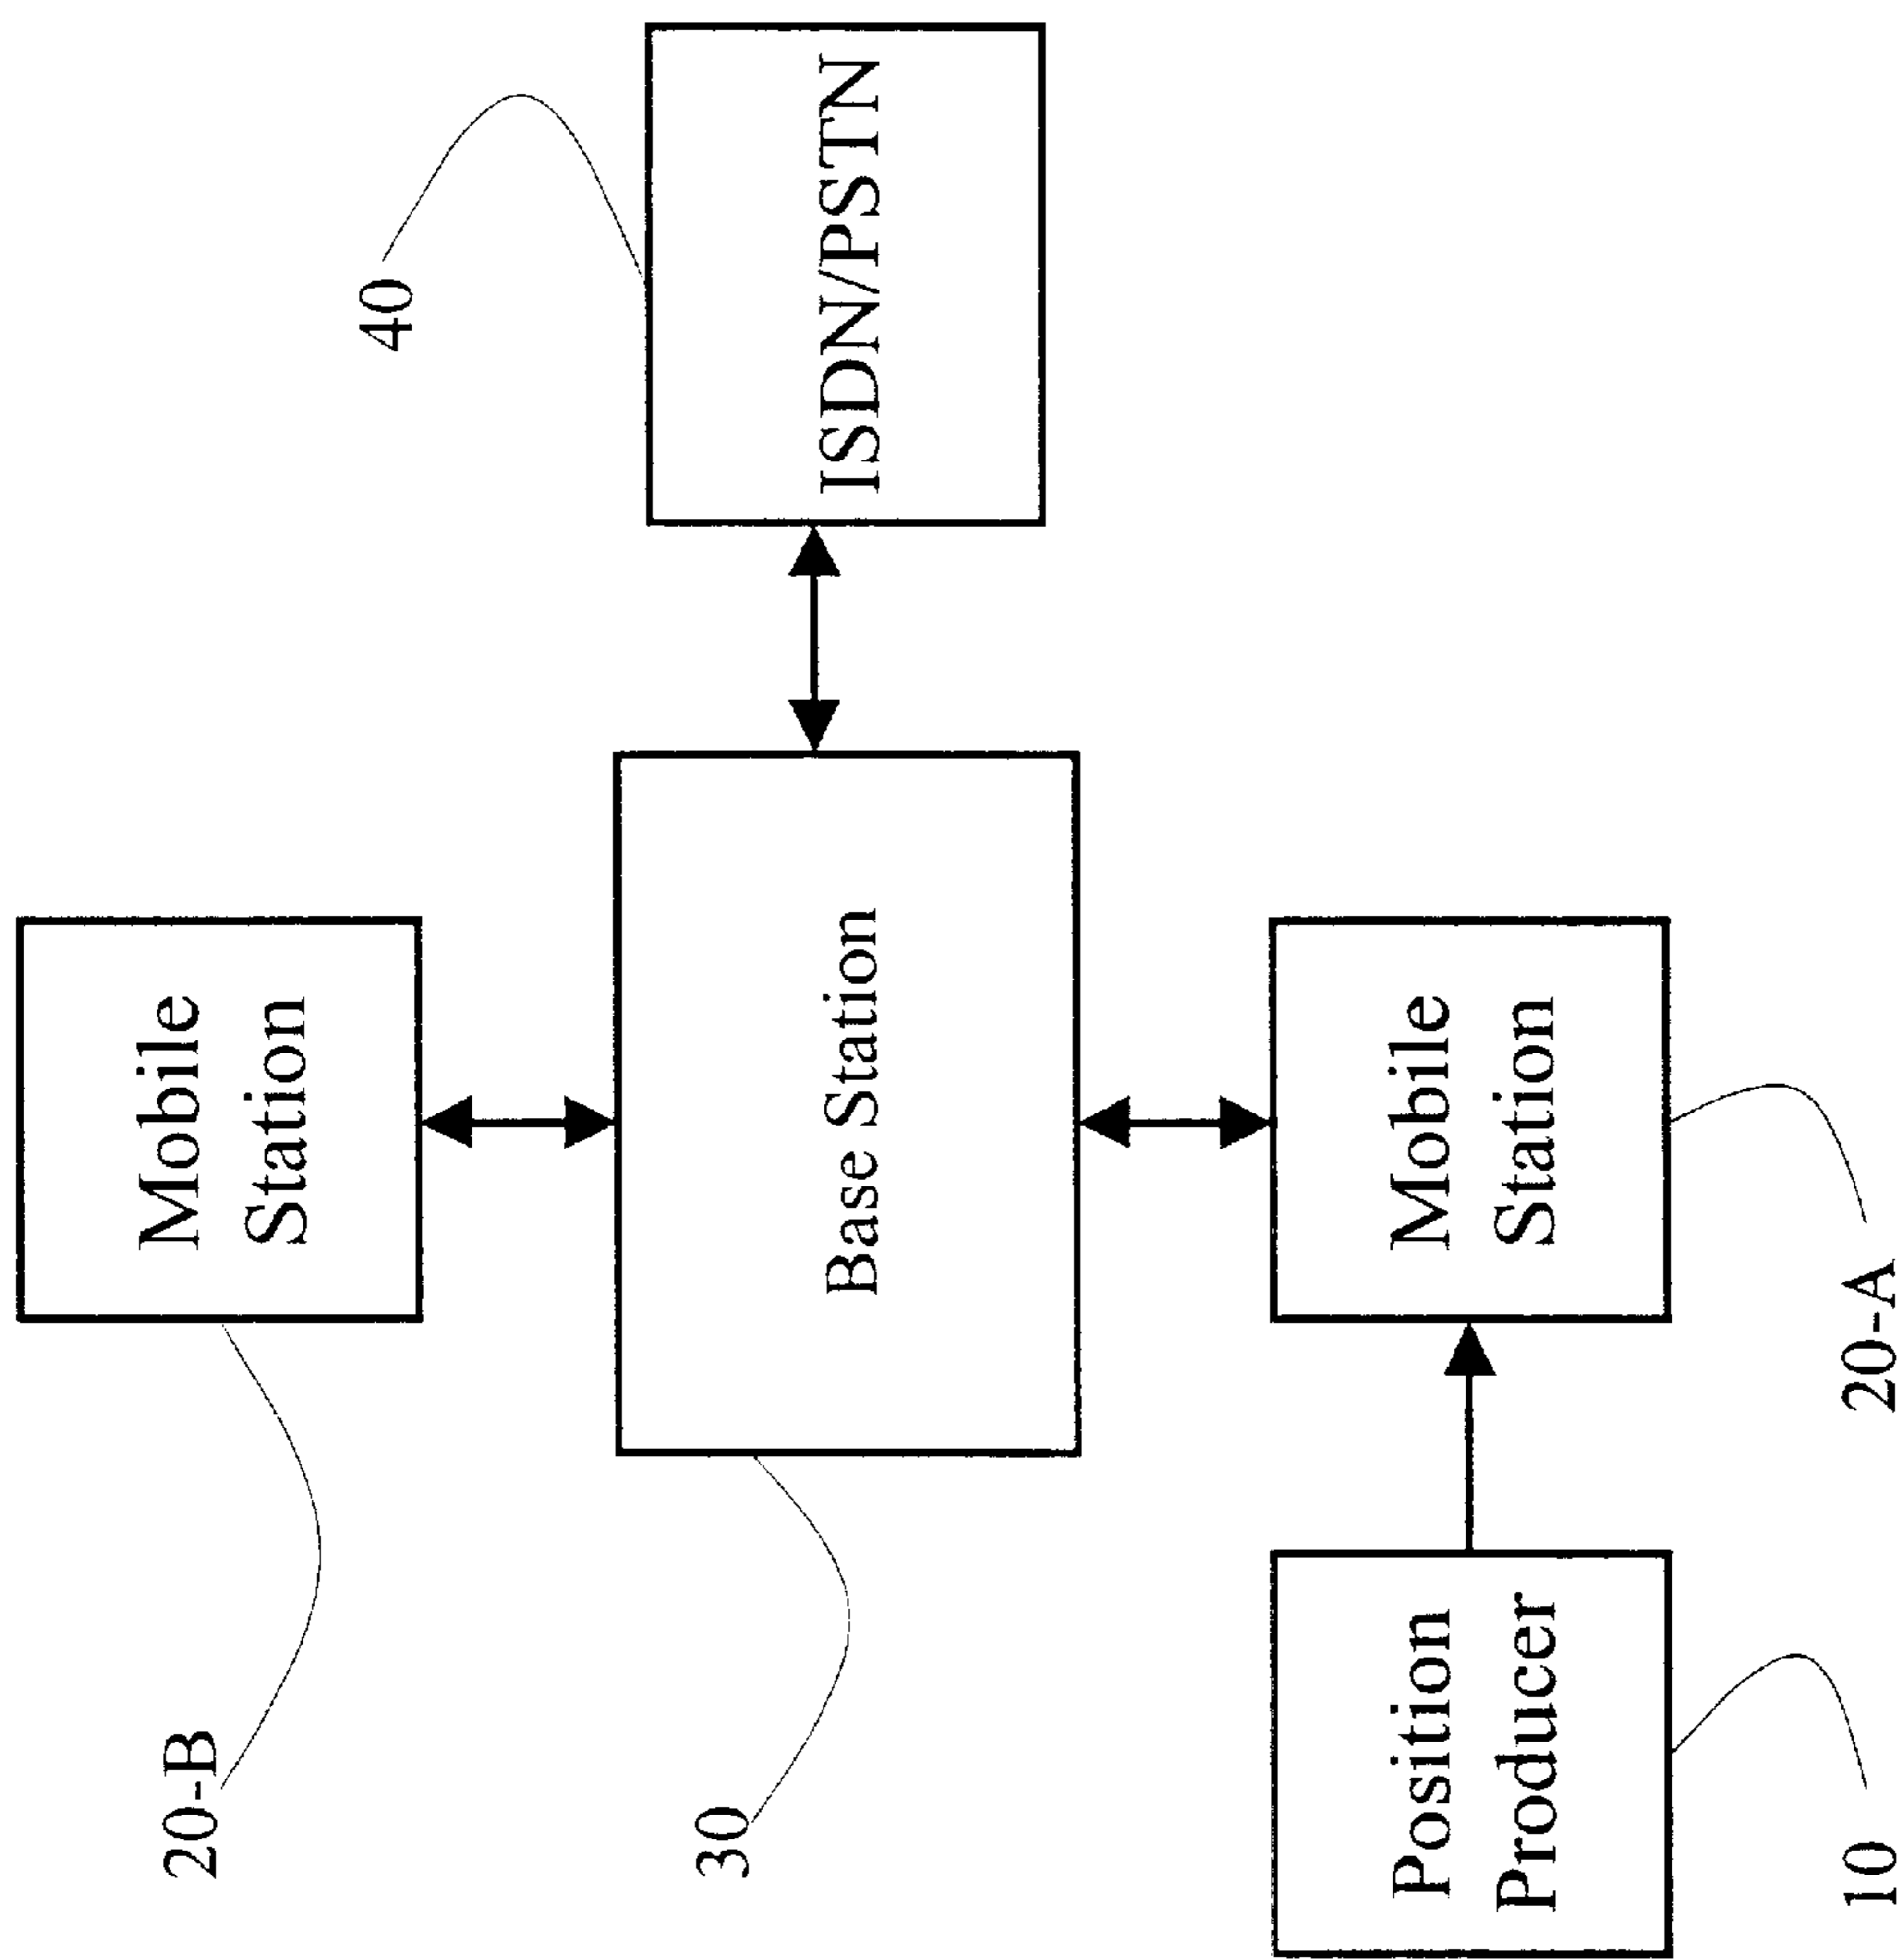 20-B
Mobile
Station
30
Base Station
40
ISDN/PSTN
Position
Producer
Mobile
Station
10
20-A